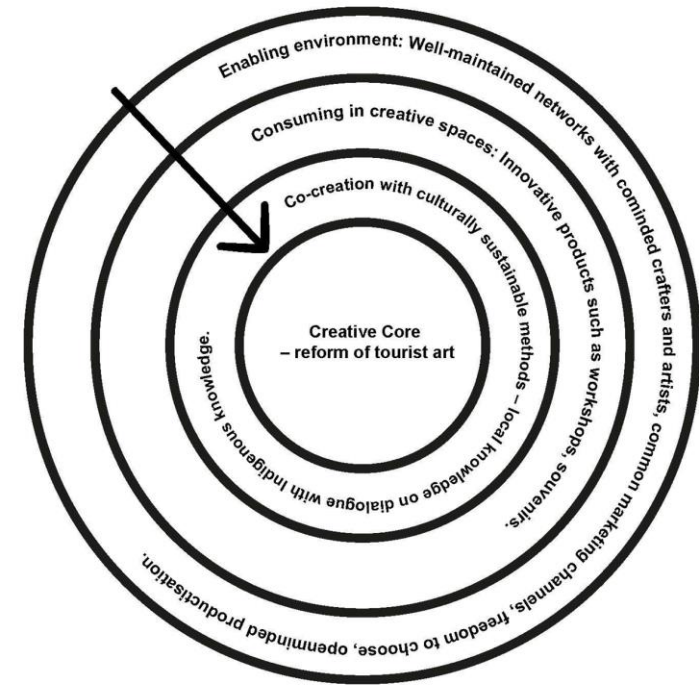 Enabling environment: Well-maintained networks with cominded crafters and artists, common marketing channels, freedom to choose, openminded productisation.
Consuming in creative spaces: Innovative products such as workshops, souvenirs.
Co-creation with culturally sustainable methods – local knowledge on dialogue with Indigenous knowledge.
Creative Core
– reform of tourist art